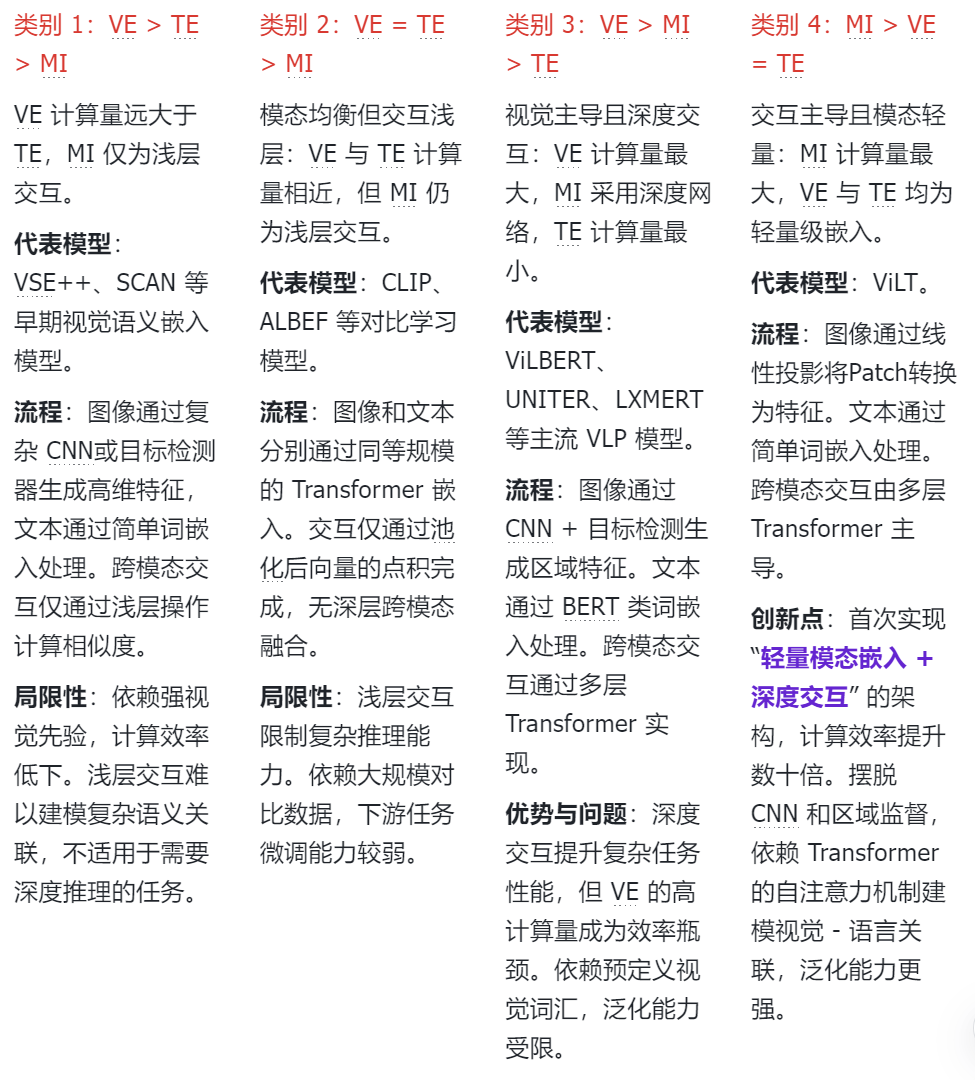 类别 1：VE > TE
> MI
VE 计算量远大于
TE，MI 仅为浅层
交互。
代表模型：
VSE++、SCAN 等
早期视觉语义嵌入
模型。
流程：图像通过复
杂 CNN或目标检测
器生成高维特征，
文本通过简单词嵌
入处理。跨模态交
互仅通过浅层操作
计算相似度。
局限性：依赖强视
觉先验，计算效率
低下。浅层交互难
以建模复杂语义关
联，不适用于需要
深度推理的任务。
类别 2：VE = TE
> MI
模态均衡但交互浅
层：VE 与 TE 计算
量相近，但 MI 仍
为浅层交互。
代表模型：CLIP、
ALBEF 等对比学习
模型。
流程：图像和文本
分别通过同等规模
的 Transformer 嵌
入。交互仅通过池
化后向量的点积完
成，无深层跨模态
融合。
局限性：浅层交互
限制复杂推理能
力。依赖大规模对
比数据，下游任务
微调能力较弱。
类别 3：VE > MI
> TE
视觉主导且深度交
互：VE 计算量最
大，MI 采用深度网
络，TE 计算量最
小。
代表模型：
ViLBERT、
UNITER、LXMERT
等主流 VLP 模型。
流程：图像通过
CNN + 目标检测生
成区域特征。文本
通过 BERT 类词嵌
入处理。跨模态交
互通过多层
Transformer 实
现。
优势与问题：深度
交互提升复杂任务
性能，但 VE 的高
计算量成为效率瓶
颈。依赖预定义视
觉词汇，泛化能力
受限。
类别 4：MI > VE
= TE
交互主导且模态轻
量：MI 计算量最
大，VE 与 TE 均为
轻量级嵌入。
代表模型：ViLT。
流程：图像通过线
性投影将Patch转换
为特征。文本通过
简单词嵌入处理。
跨模态交互由多层
Transformer 主
导。
创新点：首次实现
“轻量模态嵌入 +
深度交互” 的架
构，计算效率提升
数十倍。摆脱
CNN 和区域监督，
依赖 Transformer
的自注意力机制建
模视觉 - 语言关
联，泛化能力更
强。